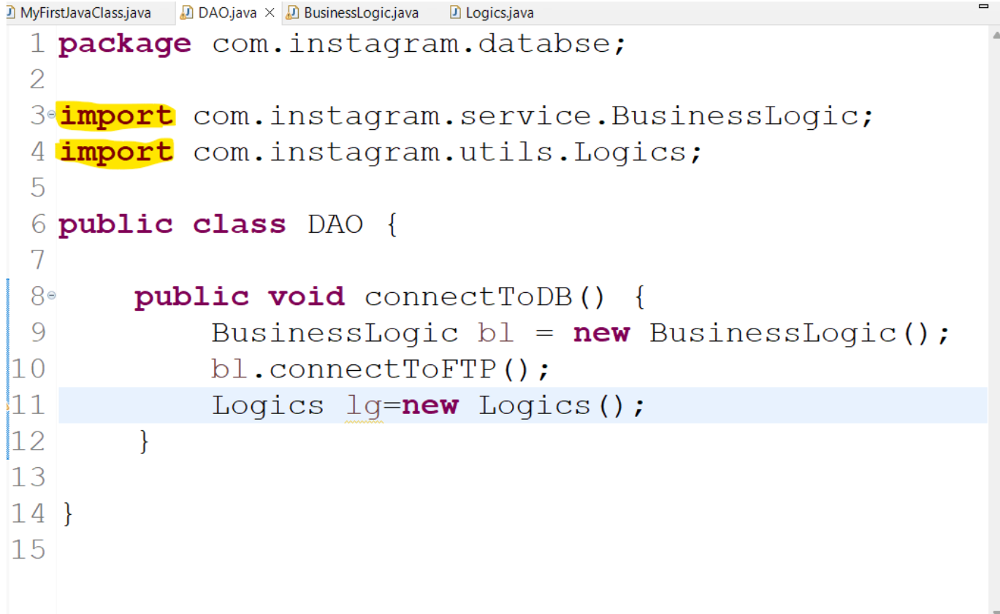 MyFirstJavaClass.java DAO.java BusinessLogic.java Logics.java
1 package com.instagram.databse;
2
3 import com.instagram.service.BusinessLogic;
4 import com.instagram.utils.Logics;
5
6 public class DAO {
7
8 public void connectToDB() {
9 BusinessLogic bl = new BusinessLogic();
10 bl.connectToFTP();
11 Logics lg=new Logics();
12 }
13
14 }
15